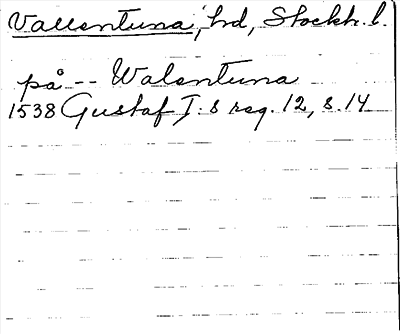 Vallentuna, hd, Stockh. l.
på -- Walentuna
1538 Gustaf I: s reg. 12, s. 14